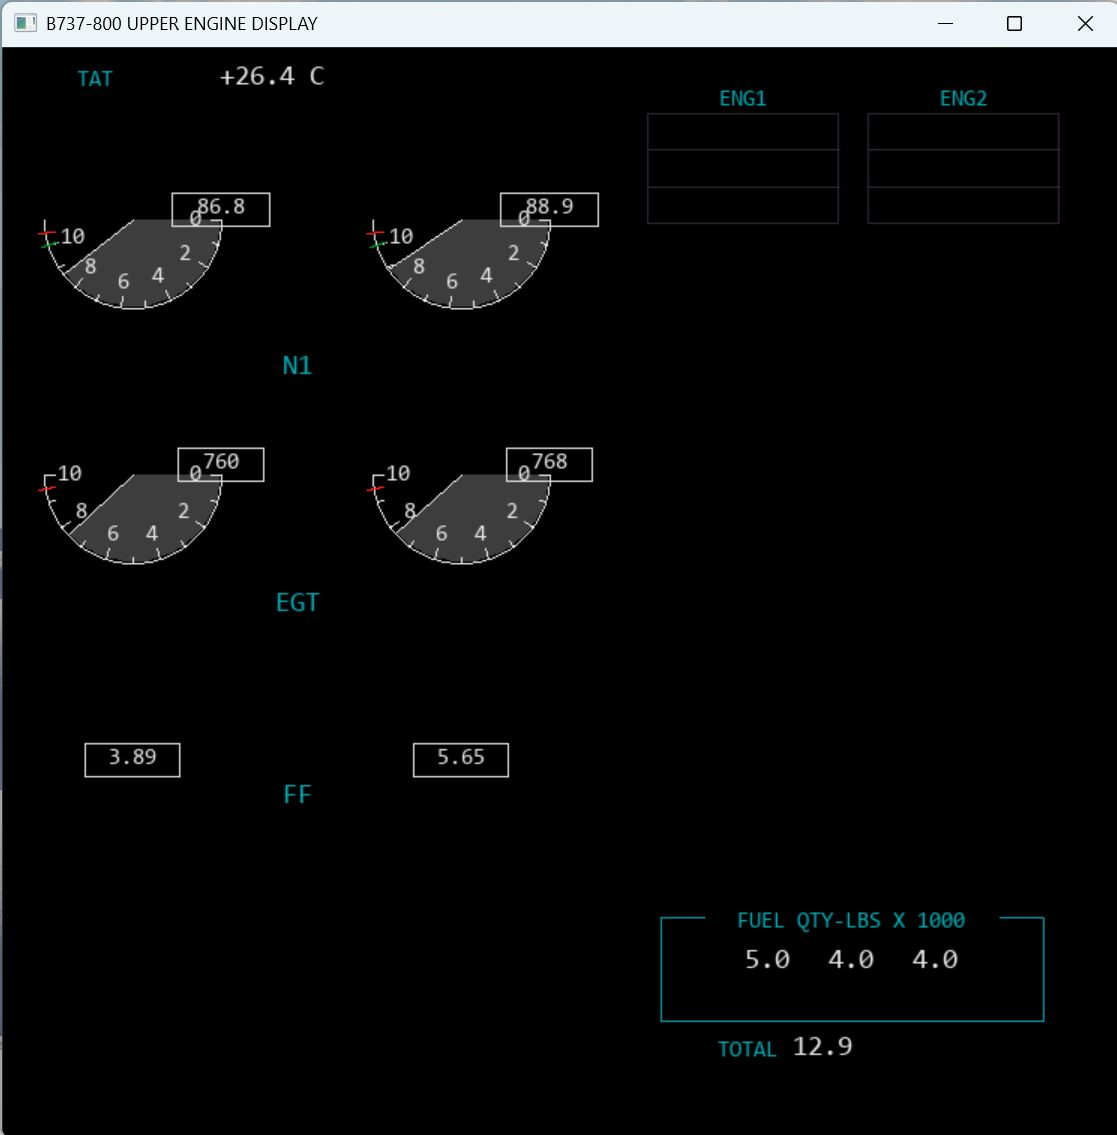 B737-800 UPPER ENGINE DISPLAY
TAT +26.4 C
ENG1 ENG2
86.8 88.9
0 2 4 6 8 10
0 2 4 6 8 10
N1
760 768
0 2 4 6 8 10
0 2 4 6 8 10
EGT
3.89 5.65
FF
FUEL QTY-LBS X 1000
5.0 4.0 4.0
TOTAL 12.9